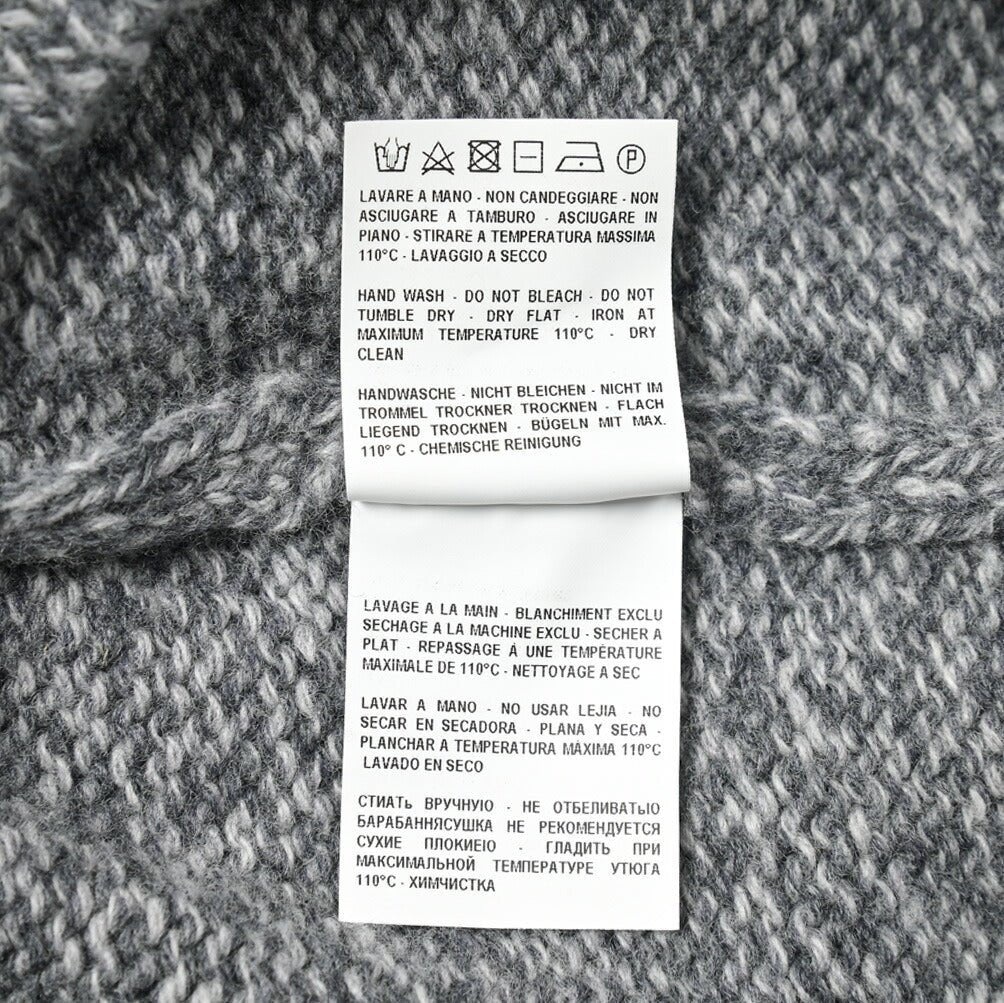 P
LAVARE A MANO - NON CANDEGGIARE - NON
ASCIUGARE A TAMBURO - ASCIUGARE IN
PIANO - STIRARE A TEMPERATURA MASSIMA
110°C - LAVAGGIO A SECCO
HAND WASH - DO NOT BLEACH - DO NOT
TUMBLE DRY - DRY FLAT - IRON AT
MAXIMUM TEMPERATURE 110°C - DRY
CLEAN
HANDWASCHE - NICHT BLEICHEN - NICHT IM
TROMMEL TROCKNER TROCKNEN - FLACH
LIEGEND TROCKNEN - BÜGELN MIT MAX.
110° C - CHEMISCHE REINIGUNG
LAVAGE A LA MAIN - BLANCHIMENT EXCLU
SECHAGE A LA MACHINE EXCLU - SECHER A
PLAT - REPASSAGE Á UNE TEMPÉRATURE
MAXIMALE DE 110°C - NETTOYAGE A SEC
LAVAR A MANO - NO USAR LEJIA - NO
SECAR EN SECADORA - PLANA Y SECA -
PLANCHAR A TEMPERATURA MÁXIMA 110°C
LAVADO EN SECO
СТИАТЬ ВРУЧНУЮ - НЕ ОТБЕЛИВАТЫО
БАРАБАННЯСУШКА НЕ РЕКОМЕНДУЕТСЯ
СУХИЕ ПЛОКИЕЮ - ГЛАДИТЬ ПРИ
МАКСИМАЛЬНОЙ ТЕМПЕРАТУРЕ УТЮГА
110°С - ХИМЧИСТКА